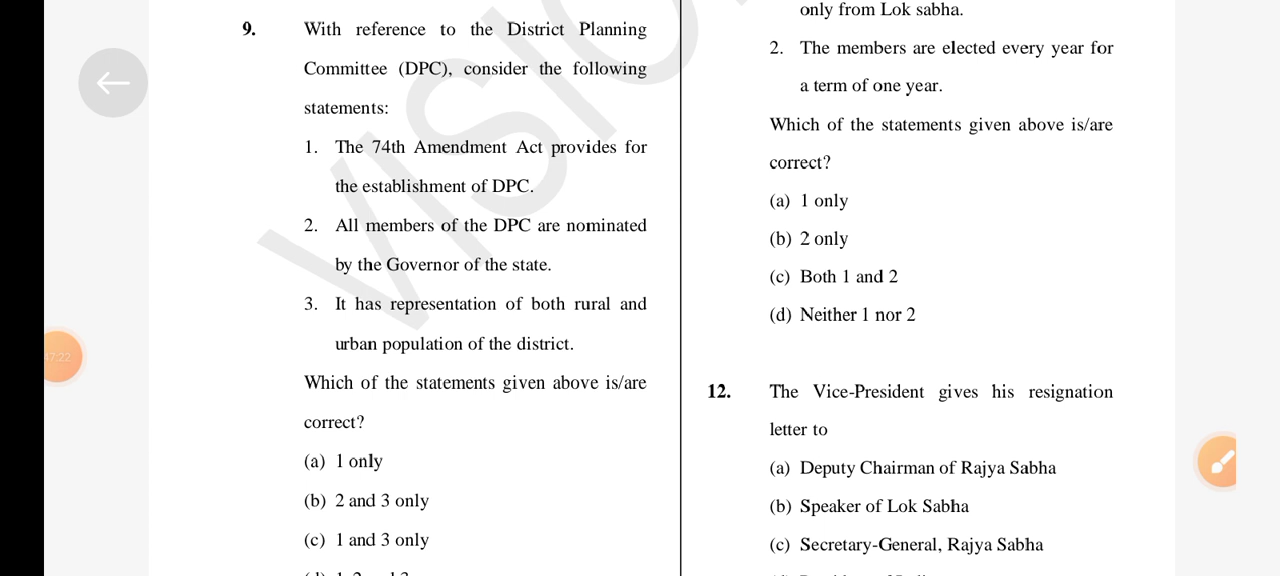 9. With reference to the District Planning
Committee (DPC), consider the following
statements:
1. The 74th Amendment Act provides for
the establishment of DPC.
2. All members of the DPC are nominated
by the Governor of the state.
3. It has representation of both rural and
urban population of the district.
Which of the statements given above is/are
correct?
(a) 1 only
(b) 2 and 3 only
(c) 1 and 3 only
only from Lok sabha.
2. The members are elected every year for
a term of one year.
Which of the statements given above is/are
correct?
(a) 1 only
(b) 2 only
(c) Both 1 and 2
(d) Neither 1 nor 2
12. The Vice-President gives his resignation
letter to
(a) Deputy Chairman of Rajya Sabha
(b) Speaker of Lok Sabha
(c) Secretary-General, Rajya Sabha
47:22
VISIO